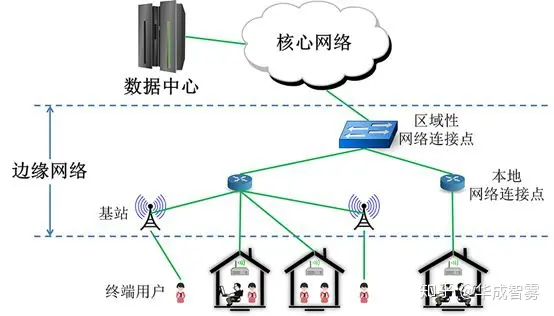 核心网络
数据中心
区域性
网络连接点
边缘网络
本地
网络连接点
基站
终端用户
知乎 @华成智雾